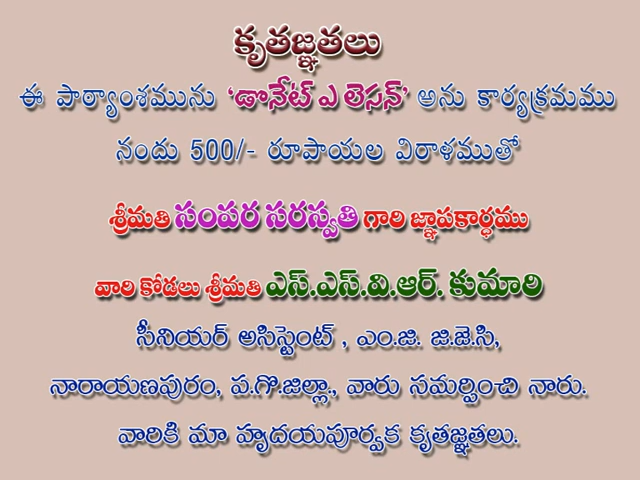 కృతజ్ఞతలు
ఈ పాఠ్యాంశమును 'డొనేట్ ఎ లెసన్' అను కార్యక్రమము
నందు 500/- రూపాయల విరాళముతో
శ్రీమతి సంపర సరస్వతి గారి జ్ఞాపకార్ధము
వారి కోడలు శ్రీమతి ఎస్.ఎస్.వి.ఆర్. కుమారి
సీనియర్ అసిస్టెంట్ , ఎం.జి. జి.జె.సి,
నారాయణపురం, ప.గొ.జిల్లా., వారు సమర్పించి నారు.
వారికి మా హృదయపూర్వక కృతజ్ఞతలు.